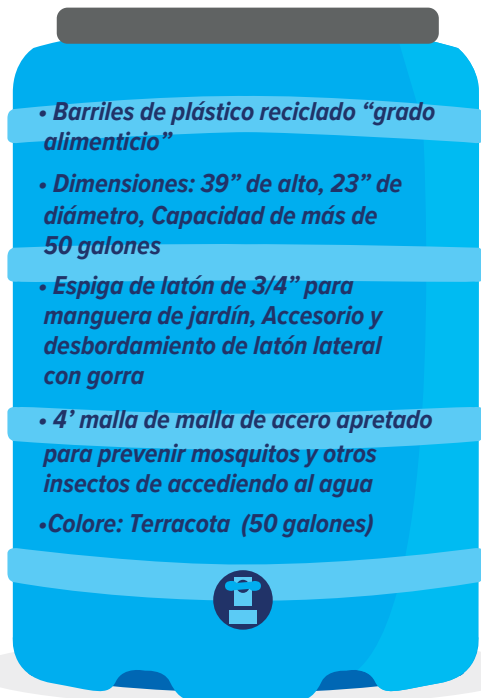 • Barriles de plástico reciclado “grado
alimenticio”
• Dimensiones: 39” de alto, 23” de
diámetro, Capacidad de más de
50 galones
• Espiga de latón de 3/4” para
manguera de jardín, Accesorio y
desbordamiento de latón lateral
con gorra
• 4’ malla de malla de acero apretado
para prevenir mosquitos y otros
insectos de accediendo al agua
•Colore: Terracota (50 galones)